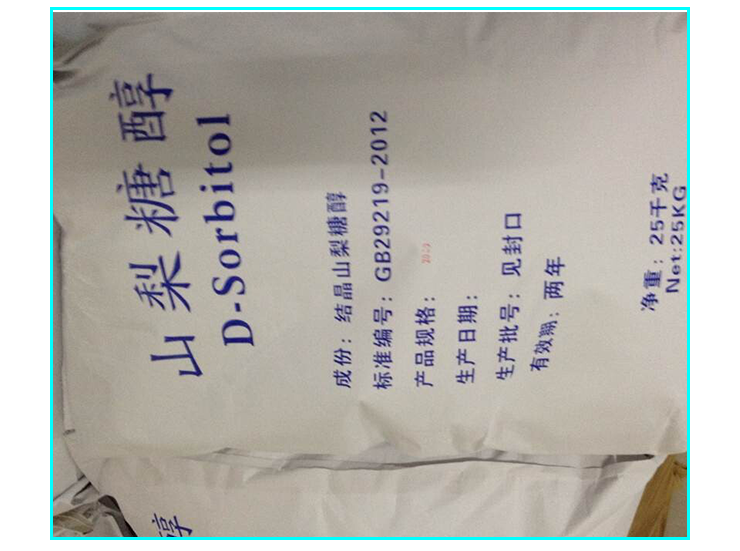 山梨糖醇
D-Sorbitol
成份：结晶山梨糖醇
标准编号：GB29219-2012
产品规格：
生产日期：
生产批号：见封口
有效期：两年
净重：25千克
Net:25KG
醇